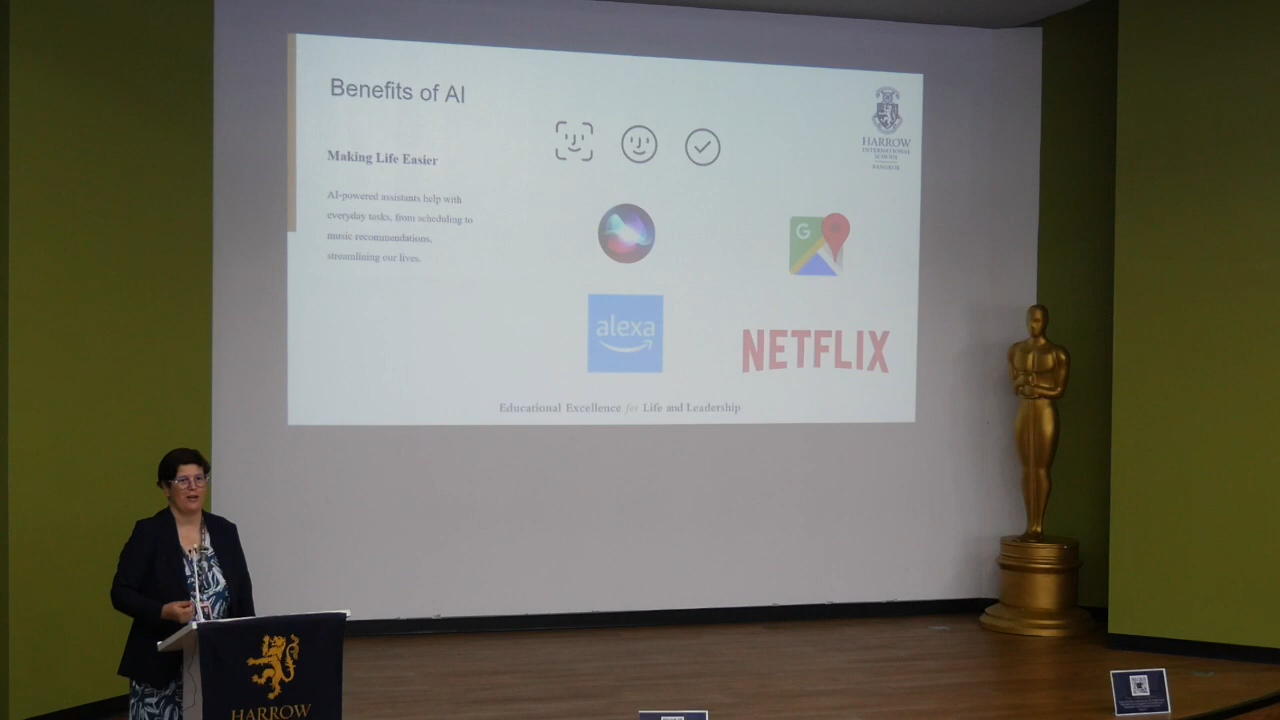 Benefits of AI
HARROW
INTERNATIONAL
SCHOOL
BANGKOK
Making Life Easier
AI-powered assistants help with
everyday tasks, from scheduling to
music recommendations,
streamlining our lives.
G
alexa
NETFLIX
Educational Excellence for Life and Leadership
HARROW